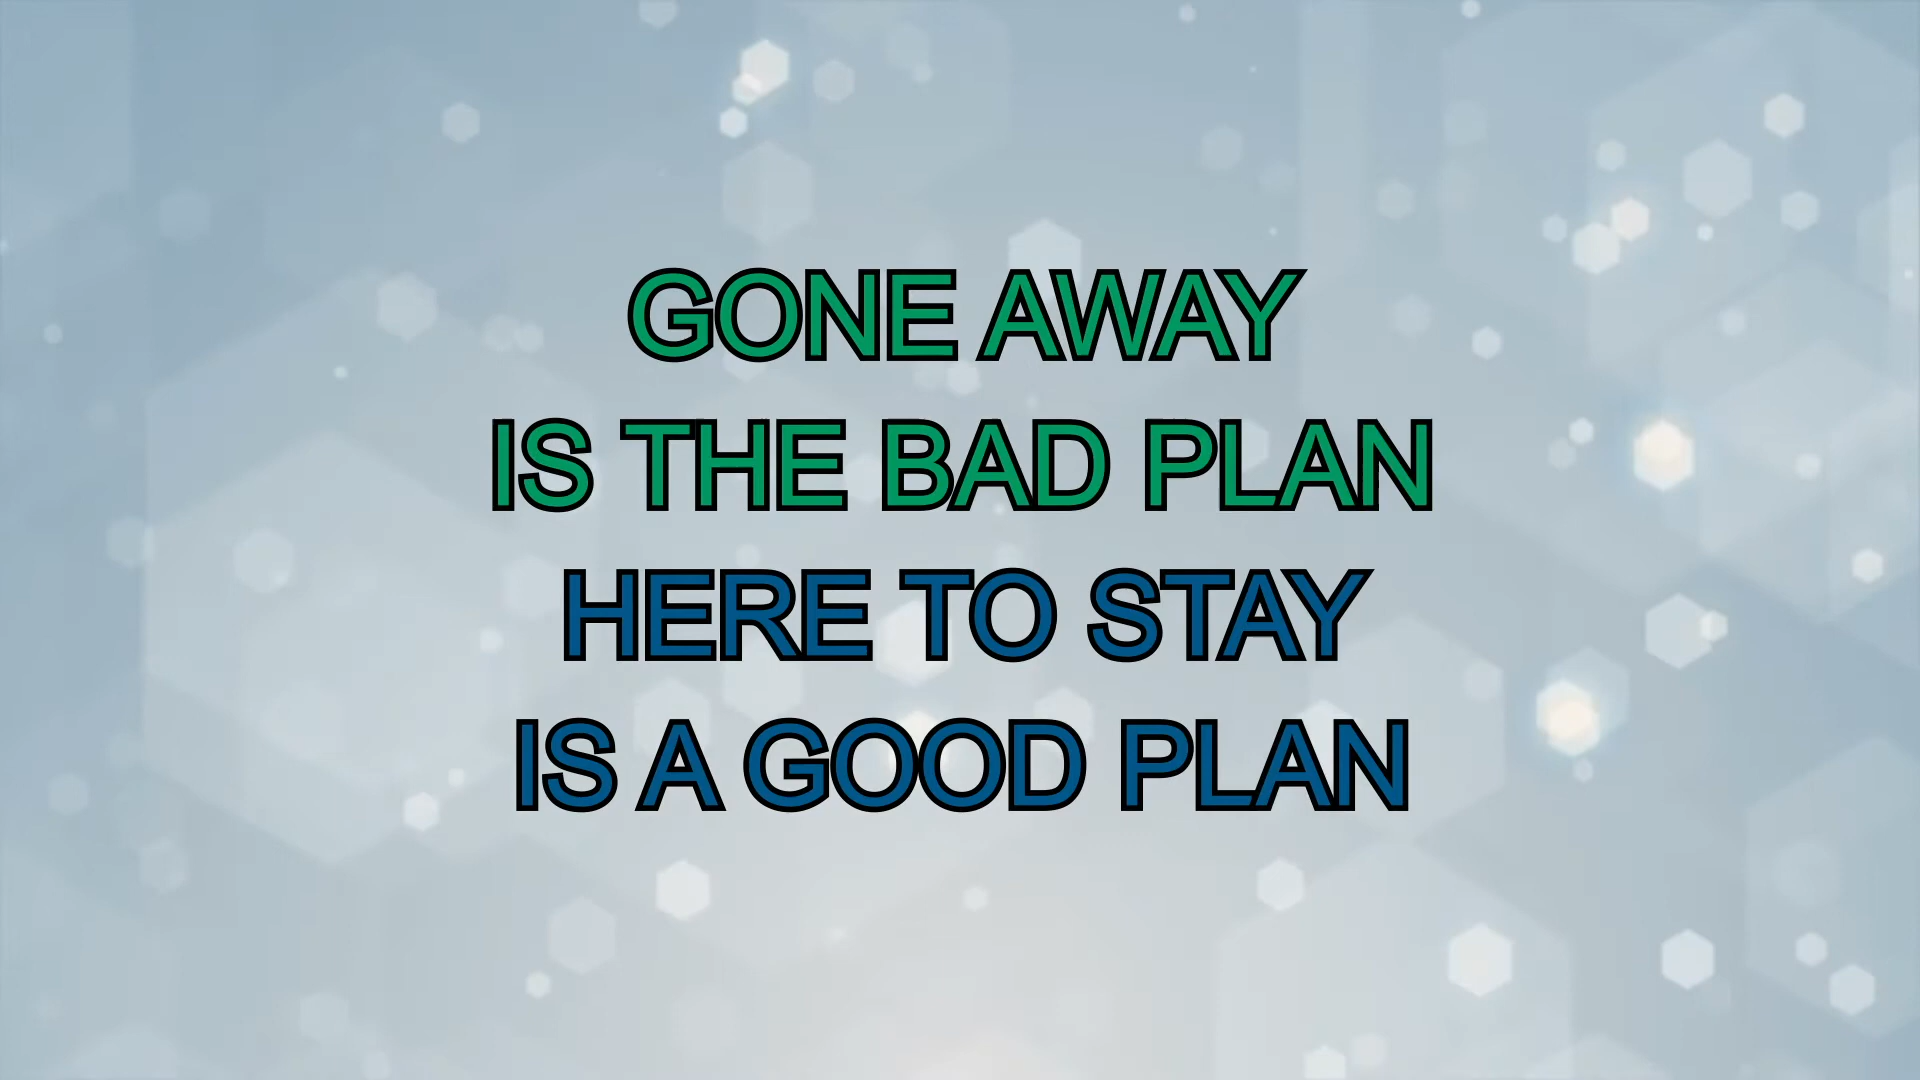 GONE AWAY
IS THE BAD PLAN
HERE TO STAY
IS A GOOD PLAN